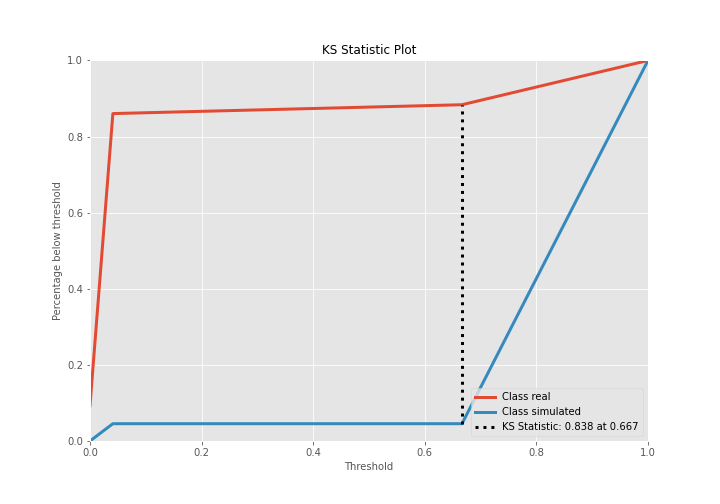 KS Statistic Plot
1.0
0.8
0.6
0.4
0.2
0.0
Percentage below threshold
0.0 0.2 0.4 0.6 0.8 1.0
Threshold
Class real
Class simulated
KS Statistic: 0.838 at 0.667